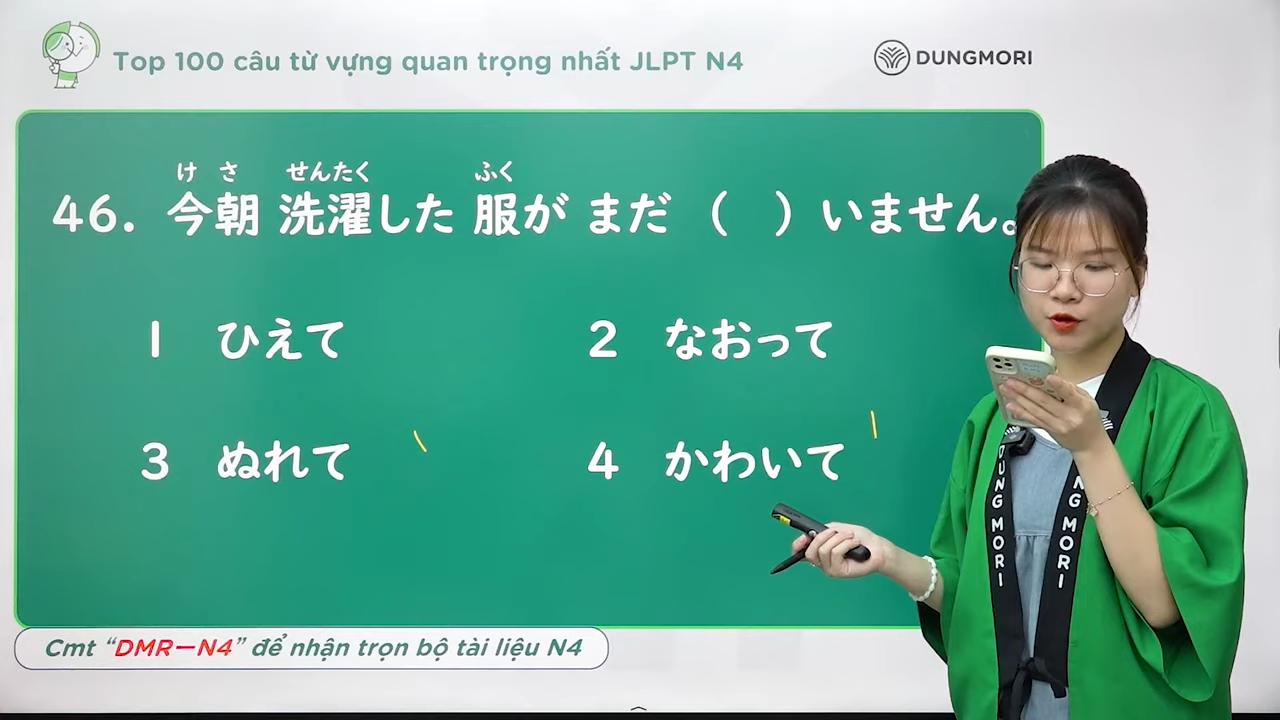 Top 100 câu từ vựng quan trọng nhất JLPT N4
DUNGMORI
けさ せんたく ふく
46. 今朝 洗濯した 服が まだ ( ) いません。
1 ひえて 2 なおって
3 ぬれて 4 かわいて
DUNG MORI
NG MORI
Cmt “DMR－N4” để nhận trọn bộ tài liệu N4